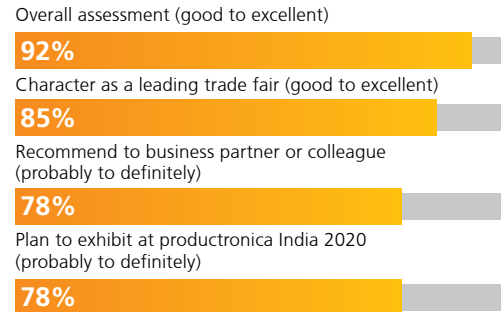 Overall assessment (good to excellent)
92%
Character as a leading trade fair (good to excellent)
85%
Recommend to business partner or colleague
(probably to definitely)
78%
Plan to exhibit at productronica India 2020
(probably to definitely)
78%